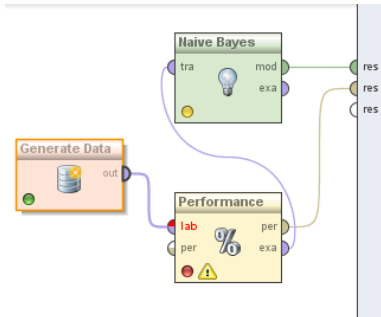 Naive Bayes
tra
mod
exa
res
res
res
Generate Data
out
Performance
lab
per
per
exa
%